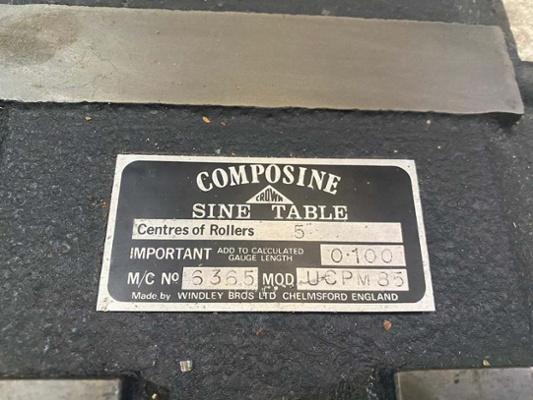 COMPOSINE
CROWN
SINE TABLE
Centres of Rollers 5"
IMPORTANT ADD TO CALCULATED GAUGE LENGTH 0·100"
M/C No 6365 MOD UCPM 85
Made by WINDLEY BROS LTD CHELMSFORD ENGLAND